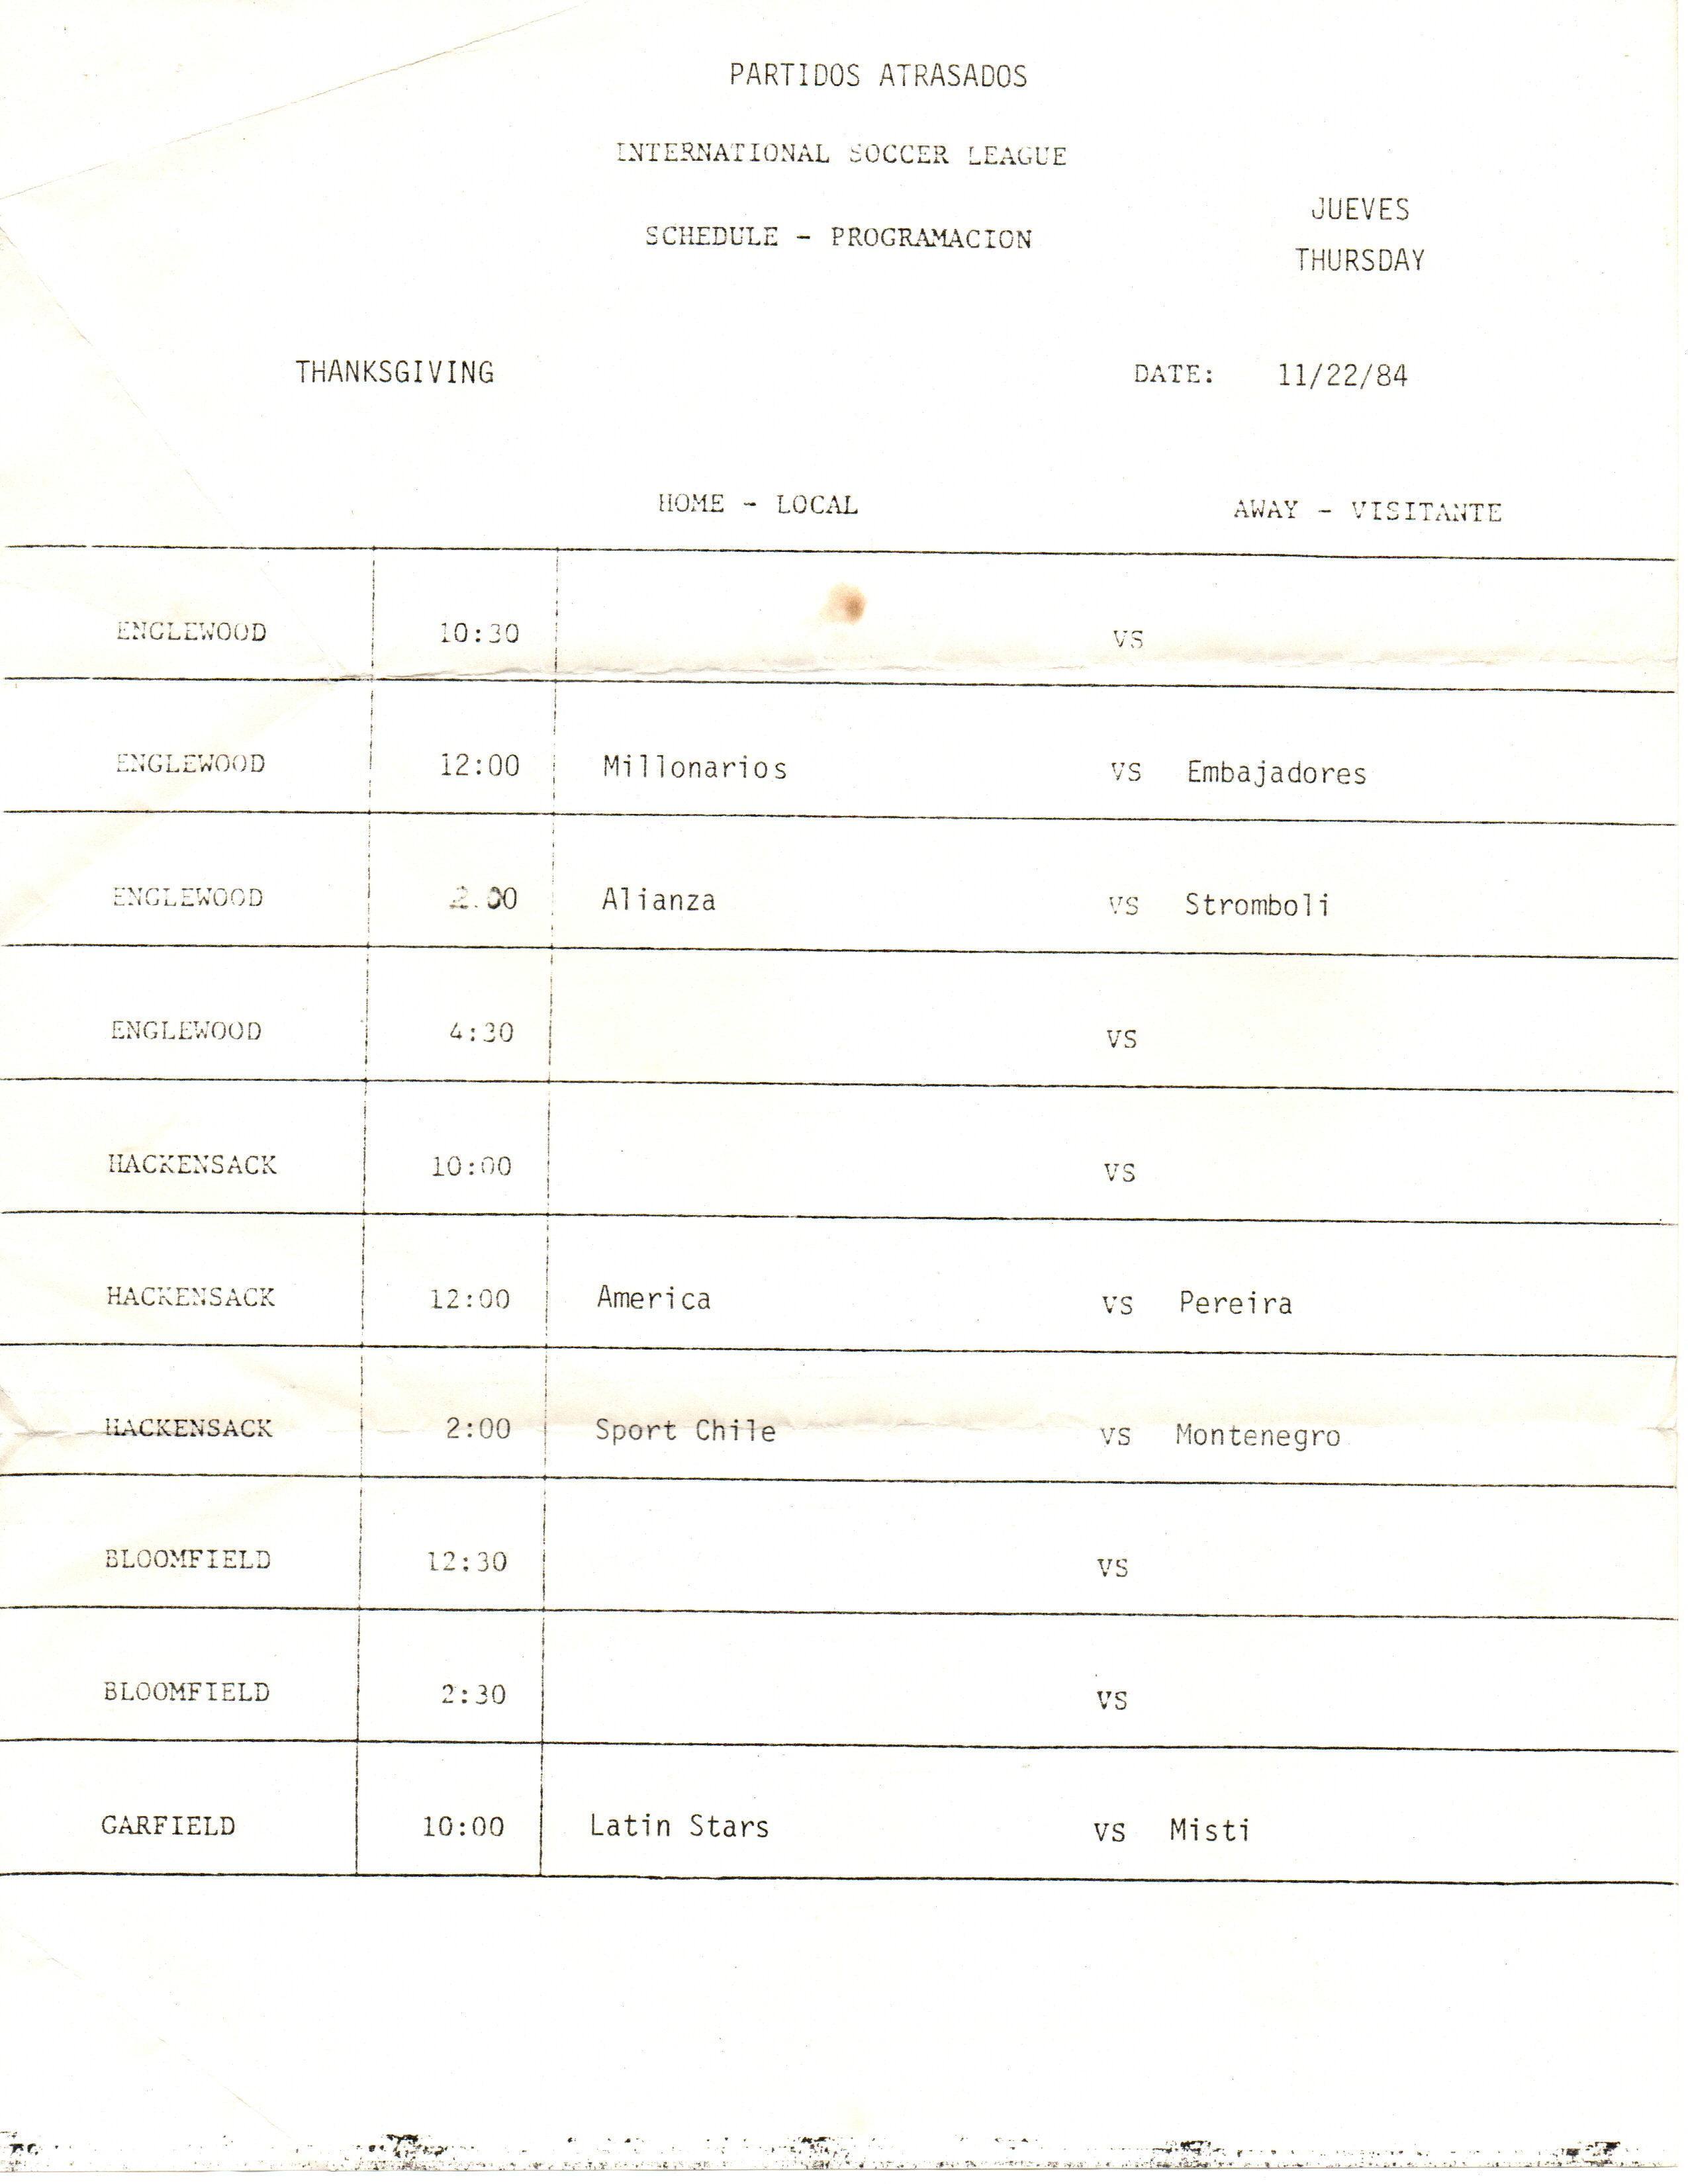 PARTIDOS ATRASADOS
INTERNATIONAL SOCCER LEAGUE
JUEVES
SCHEDULE - PROGRAMACION
THURSDAY
THANKSGIVING DATE: 11/22/84
HOME - LOCAL AWAY - VISITANTE
ENGLEWOOD 10:30 VS
ENGLEWOOD 12:00 Millonarios VS Embajadores
ENGLEWOOD 2:00 Alianza VS Stromboli
ENGLEWOOD 4:30 VS
HACKENSACK 10:00 VS
HACKENSACK 12:00 America VS Pereira
HACKENSACK 2:00 Sport Chile VS Montenegro
BLOOMFIELD 12:30 VS
BLOOMFIELD 2:30 VS
GARFIELD 10:00 Latin Stars VS Misti